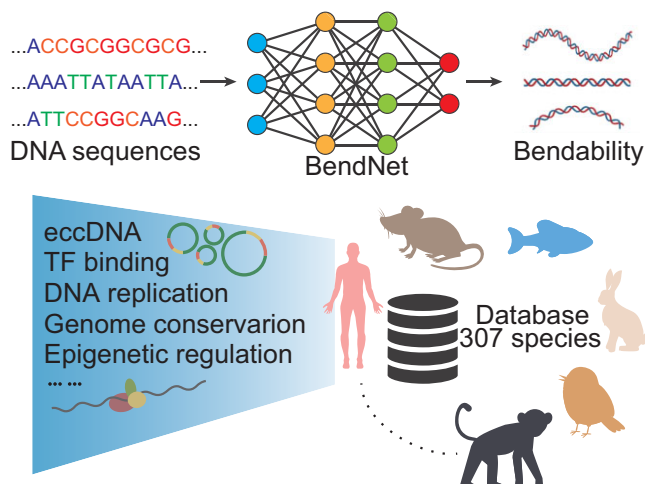 ...ACCGCGGCGCG...
...AAATTATAATTA...
...ATTCCGGCAAG...
DNA sequences
BendNet
Bendability
eccDNA
TF binding
DNA replication
Genome conservarion
Epigenetic regulation
... ...
Database
307 species